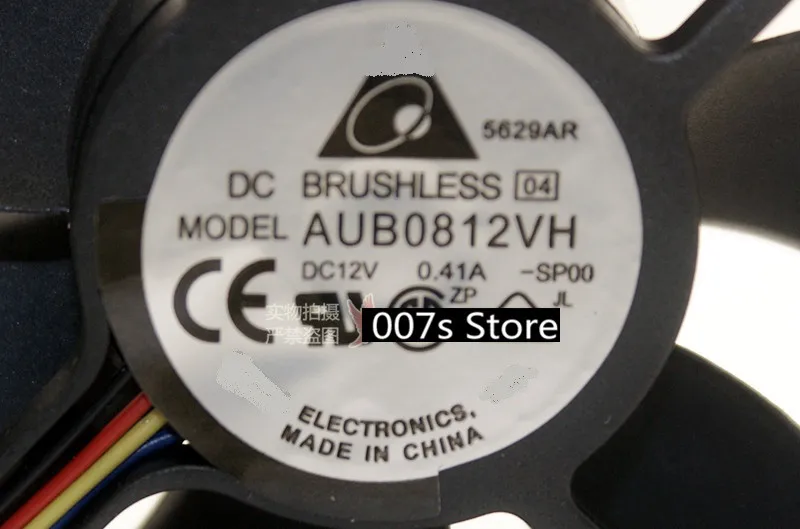 5629AR
DC BRUSHLESS 04
MODEL AUB0812VH
DC12V 0.41A -SP00
ZP JL
CE
实物拍摄
严禁盗图
007s Store
ELECTRONICS,
MADE IN CHINA